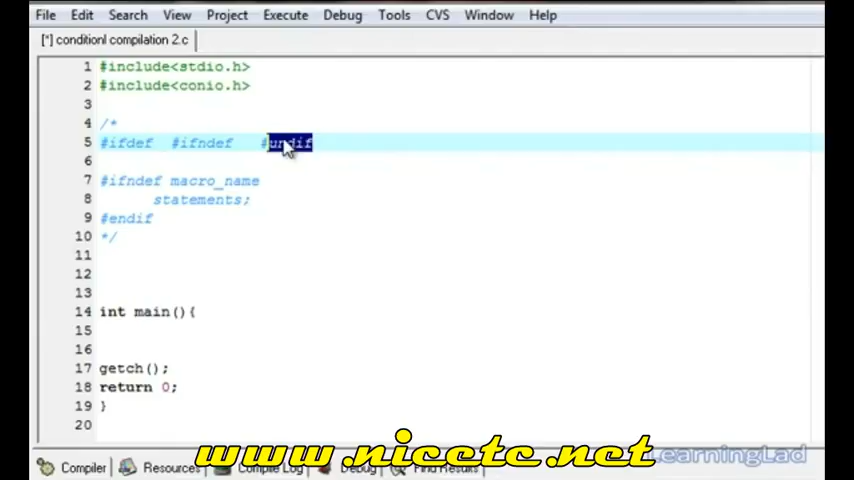 File Edit Search View Project Execute Debug Tools CVS Window Help
[*] conditionl compilation 2.c
1 #include<stdio.h>
2 #include<conio.h>
3
4 /*
5 #ifdef #ifndef #undif
6
7 #ifndef macro_name
8 statements;
9 #endif
10 */
11
12
13
14 int main(){
15
16
17 getch();
18 return 0;
19 }
20
www.nicetc.net LearningLad
Compiler Resources Compile Log Debug Find Results